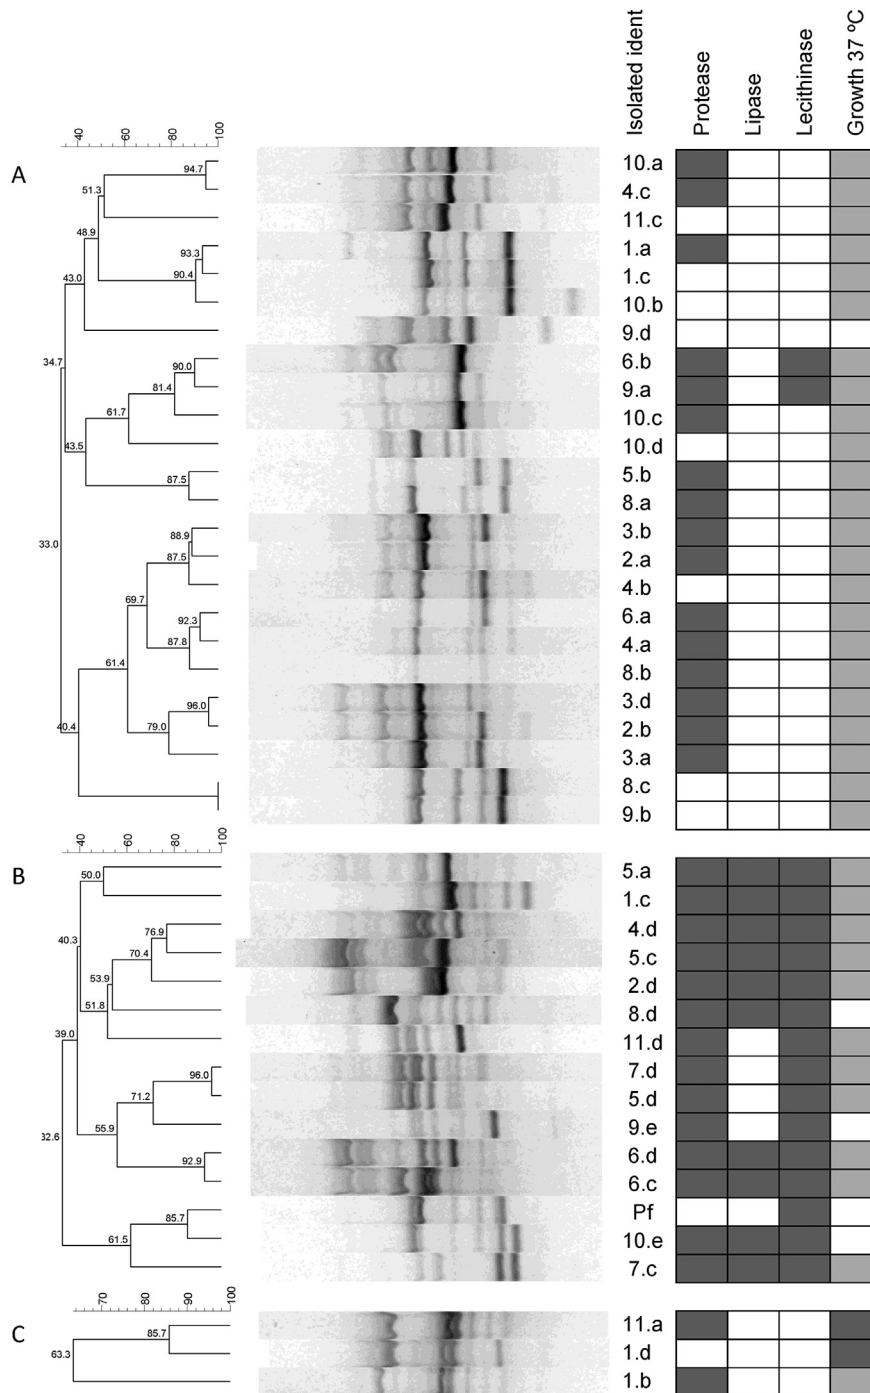 Isolated ident Protease Lipase Lecithinase Growth 37 ºC
40 60 80 100
A
10.a
94.7
4.c
51.3
11.c
48.9
1.a
93.3
1.c
90.4
43.0
10.b
9.d
34.7
6.b
90.0
9.a
81.4
10.c
61.7
10.d
43.5
5.b
87.5
8.a
3.b
88.9
2.a
33.0
87.5
4.b
69.7
6.a
92.3
4.a
87.8
8.b
61.4
3.d
96.0
2.b
40.4
79.0
3.a
8.c
9.b
40 60 80 100
B
5.a
50.0
1.c
4.d
76.9
40.3
5.c
70.4
2.d
53.9
51.8
8.d
39.0
11.d
7.d
96.0
5.d
71.2
9.e
32.6
55.9
6.d
92.9
6.c
Pf
85.7
10.e
61.5
7.c
70 80 90 100
C
11.a
85.7
1.d
63.3
1.b